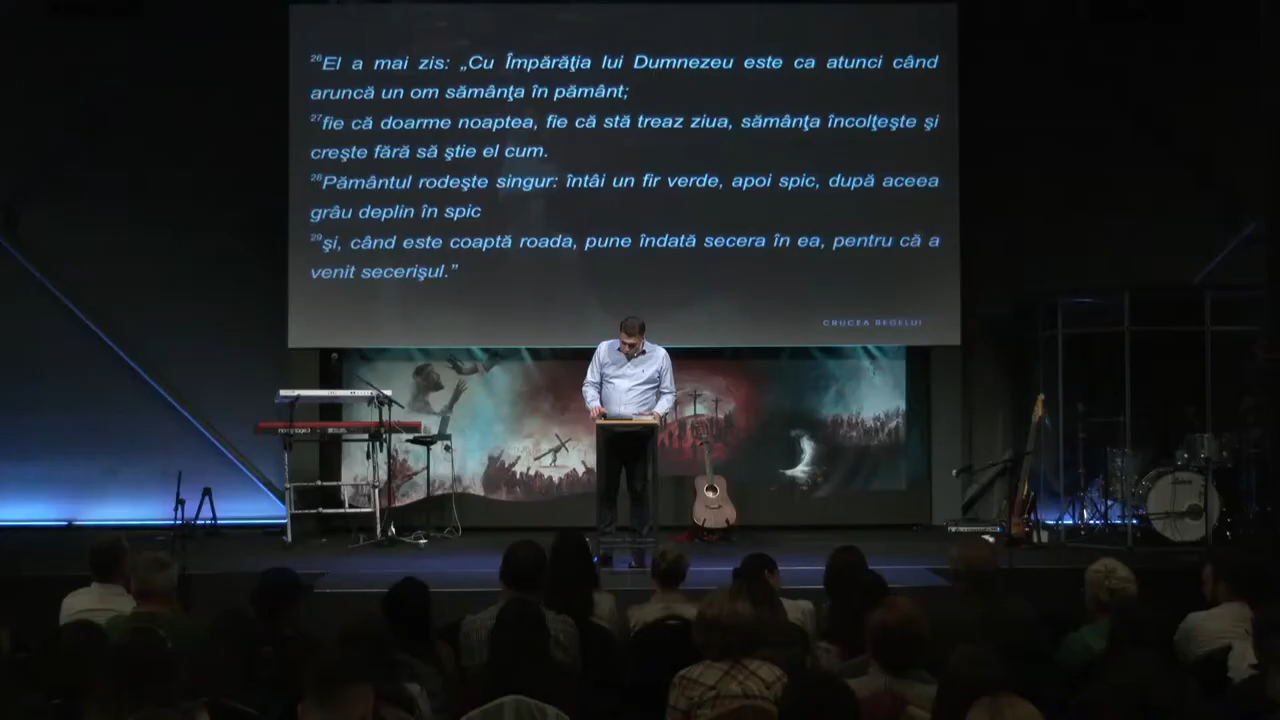 ²⁶El a mai zis: „Cu Împărăţia lui Dumnezeu este ca atunci când
aruncă un om sămânţa în pământ;
²⁷fie că doarme noaptea, fie că stă treaz ziua, sămânţa încolţeşte şi
creşte fără să ştie el cum.
²⁸Pământul rodeşte singur: întâi un fir verde, apoi spic, după aceea
grâu deplin în spic
²⁹şi, când este coaptă roada, pune îndată secera în ea, pentru că a
venit secerişul.”
CRUCEA REGELUI